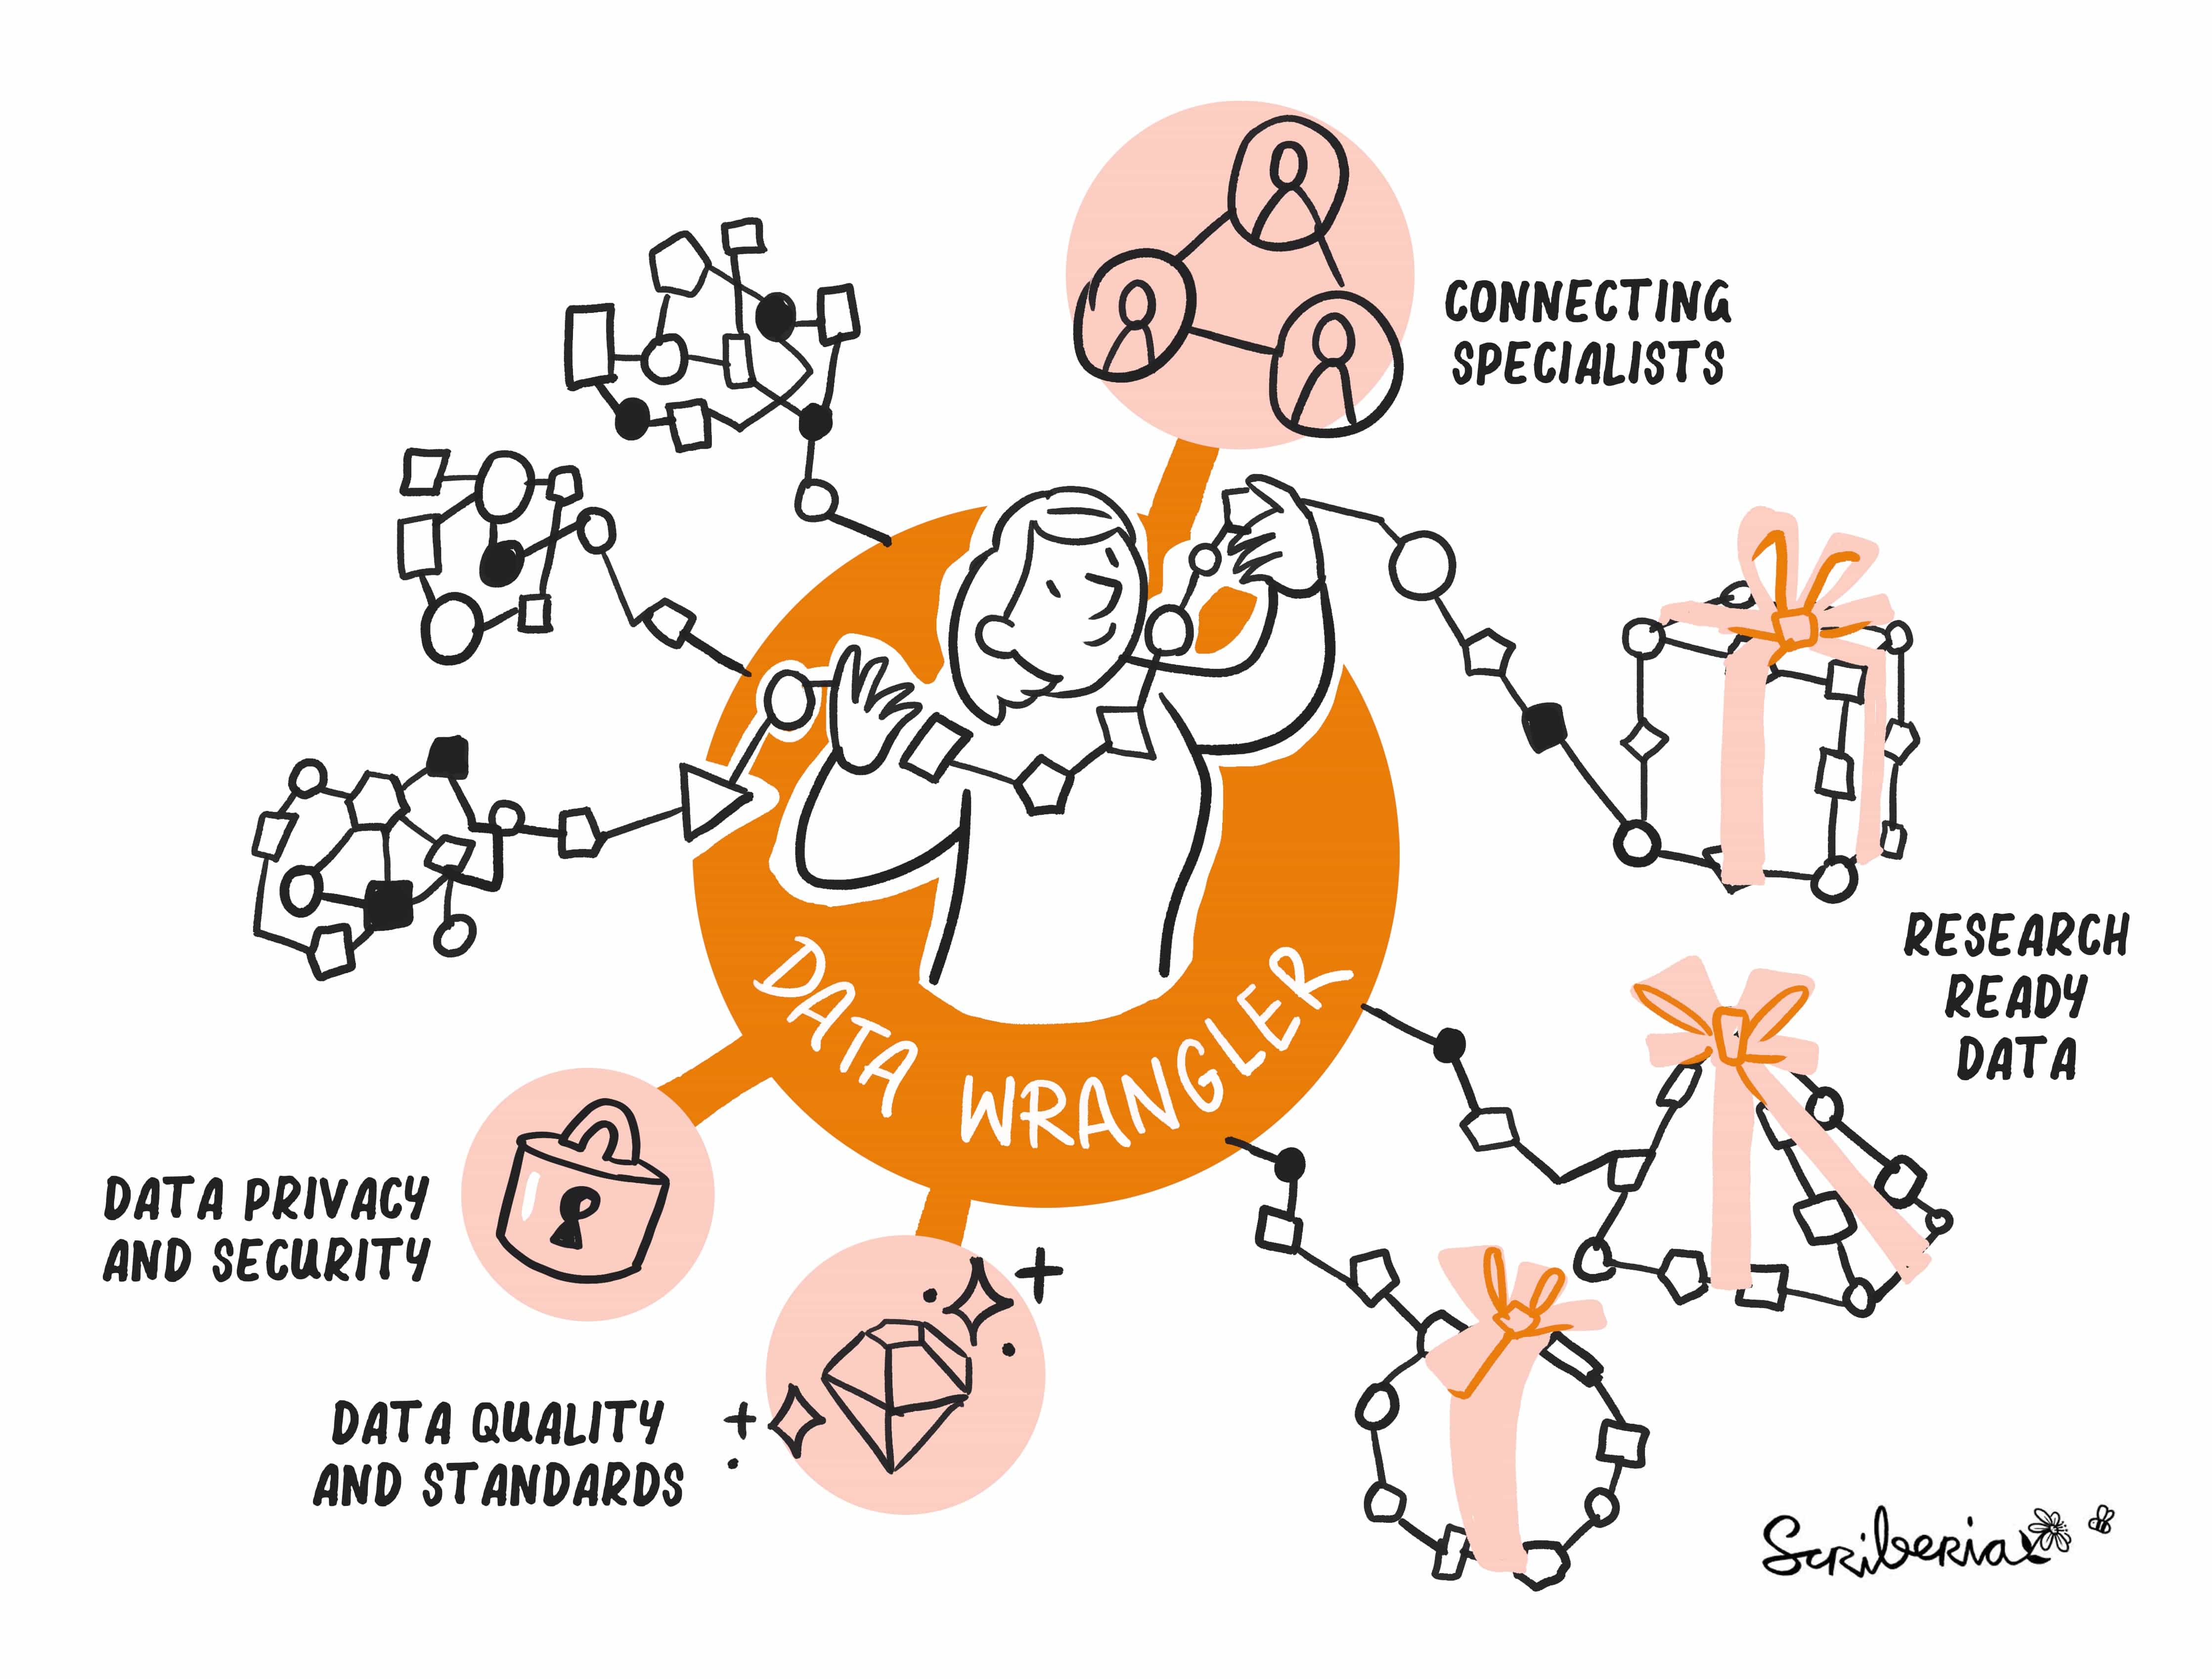 CONNECTING
SPECIALISTS
DATA WRANGLER
RESEARCH
READY
DATA
DATA PRIVACY
AND SECURITY
DATA QUALITY
AND STANDARDS
Scriberia